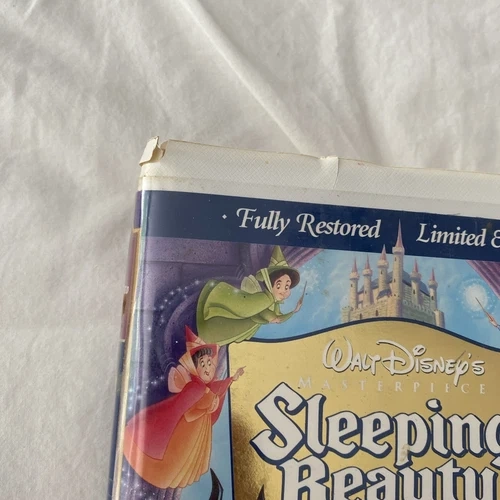 · Fully Restored Limited
WALT DISNEY'S
MASTERPIECE
Sleeping
Beauty